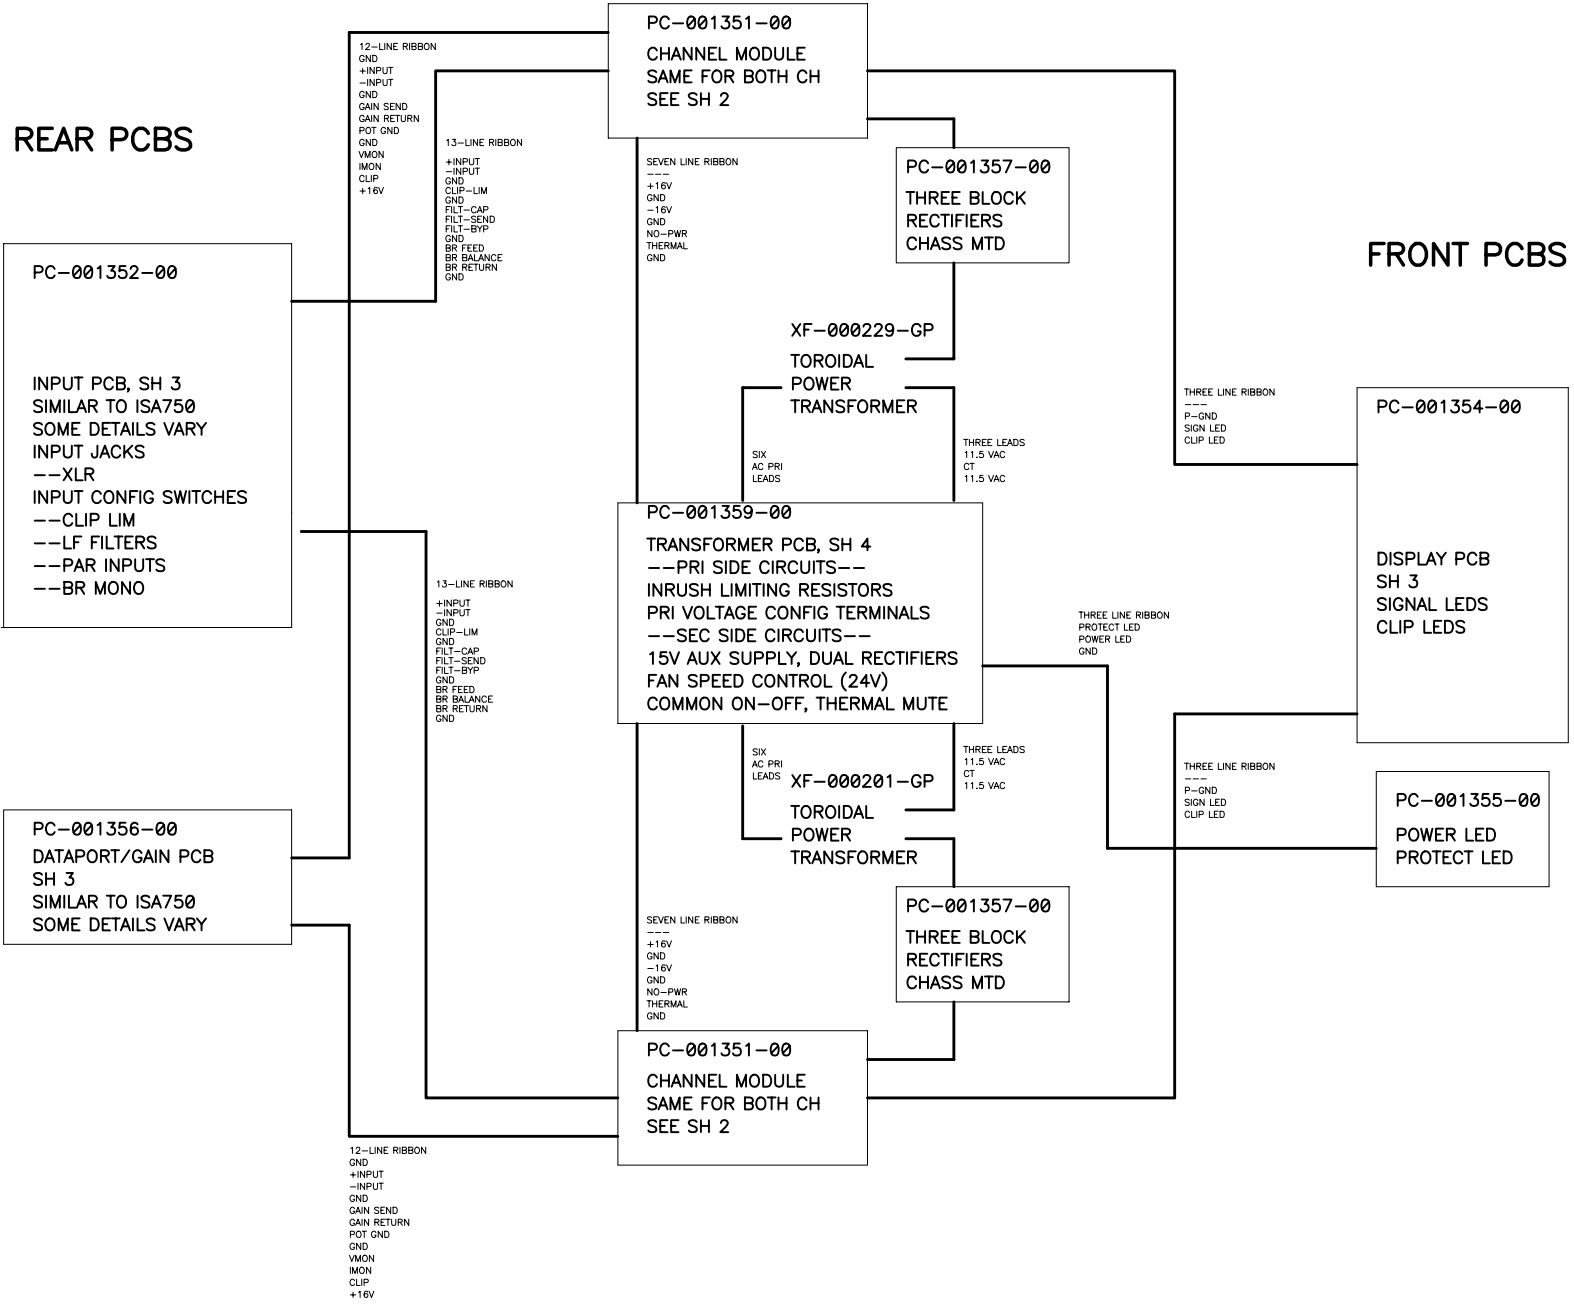 PC-001351-00
CHANNEL MODULE
SAME FOR BOTH CH
SEE SH 2
12-LINE RIBBON
GND
+INPUT
-INPUT
GND
GAIN SEND
GAIN RETURN
POT GND
GND
VMON
IMON
CLIP
+16V
REAR PCBS
13-LINE RIBBON
+INPUT
-INPUT
GND
CLIP-LIM
GND
FILT-CAP
FILT-SEND
FILT-BYP
GND
BR FEED
BR BALANCE
BR RETURN
GND
SEVEN LINE RIBBON
---
+16V
GND
-16V
GND
NO-PWR
THERMAL
GND
PC-001357-00
THREE BLOCK
RECTIFIERS
CHASS MTD
FRONT PCBS
PC-001352-00
INPUT PCB, SH 3
SIMILAR TO ISA750
SOME DETAILS VARY
INPUT JACKS
--XLR
INPUT CONFIG SWITCHES
--CLIP LIM
--LF FILTERS
--PAR INPUTS
--BR MONO
XF-000229-GP
TOROIDAL
POWER
TRANSFORMER
SIX
AC PRI
LEADS
THREE LEADS
11.5 VAC
CT
11.5 VAC
THREE LINE RIBBON
---
P-GND
SIGN LED
CLIP LED
PC-001354-00
DISPLAY PCB
SH 3
SIGNAL LEDS
CLIP LEDS
PC-001359-00
TRANSFORMER PCB, SH 4
--PRI SIDE CIRCUITS--
INRUSH LIMITING RESISTORS
PRI VOLTAGE CONFIG TERMINALS
--SEC SIDE CIRCUITS--
15V AUX SUPPLY, DUAL RECTIFIERS
FAN SPEED CONTROL (24V)
COMMON ON-OFF, THERMAL MUTE
13-LINE RIBBON
+INPUT
-INPUT
GND
CLIP-LIM
GND
FILT-CAP
FILT-SEND
FILT-BYP
GND
BR FEED
BR BALANCE
BR RETURN
GND
THREE LINE RIBBON
PROTECT LED
POWER LED
GND
SIX
AC PRI
LEADS
THREE LEADS
11.5 VAC
CT
11.5 VAC
XF-000201-GP
TOROIDAL
POWER
TRANSFORMER
THREE LINE RIBBON
---
P-GND
SIGN LED
CLIP LED
PC-001355-00
POWER LED
PROTECT LED
PC-001356-00
DATAPORT/GAIN PCB
SH 3
SIMILAR TO ISA750
SOME DETAILS VARY
PC-001357-00
THREE BLOCK
RECTIFIERS
CHASS MTD
SEVEN LINE RIBBON
---
+16V
GND
-16V
GND
NO-PWR
THERMAL
GND
PC-001351-00
CHANNEL MODULE
SAME FOR BOTH CH
SEE SH 2
12-LINE RIBBON
GND
+INPUT
-INPUT
GND
GAIN SEND
GAIN RETURN
POT GND
GND
VMON
IMON
CLIP
+16V